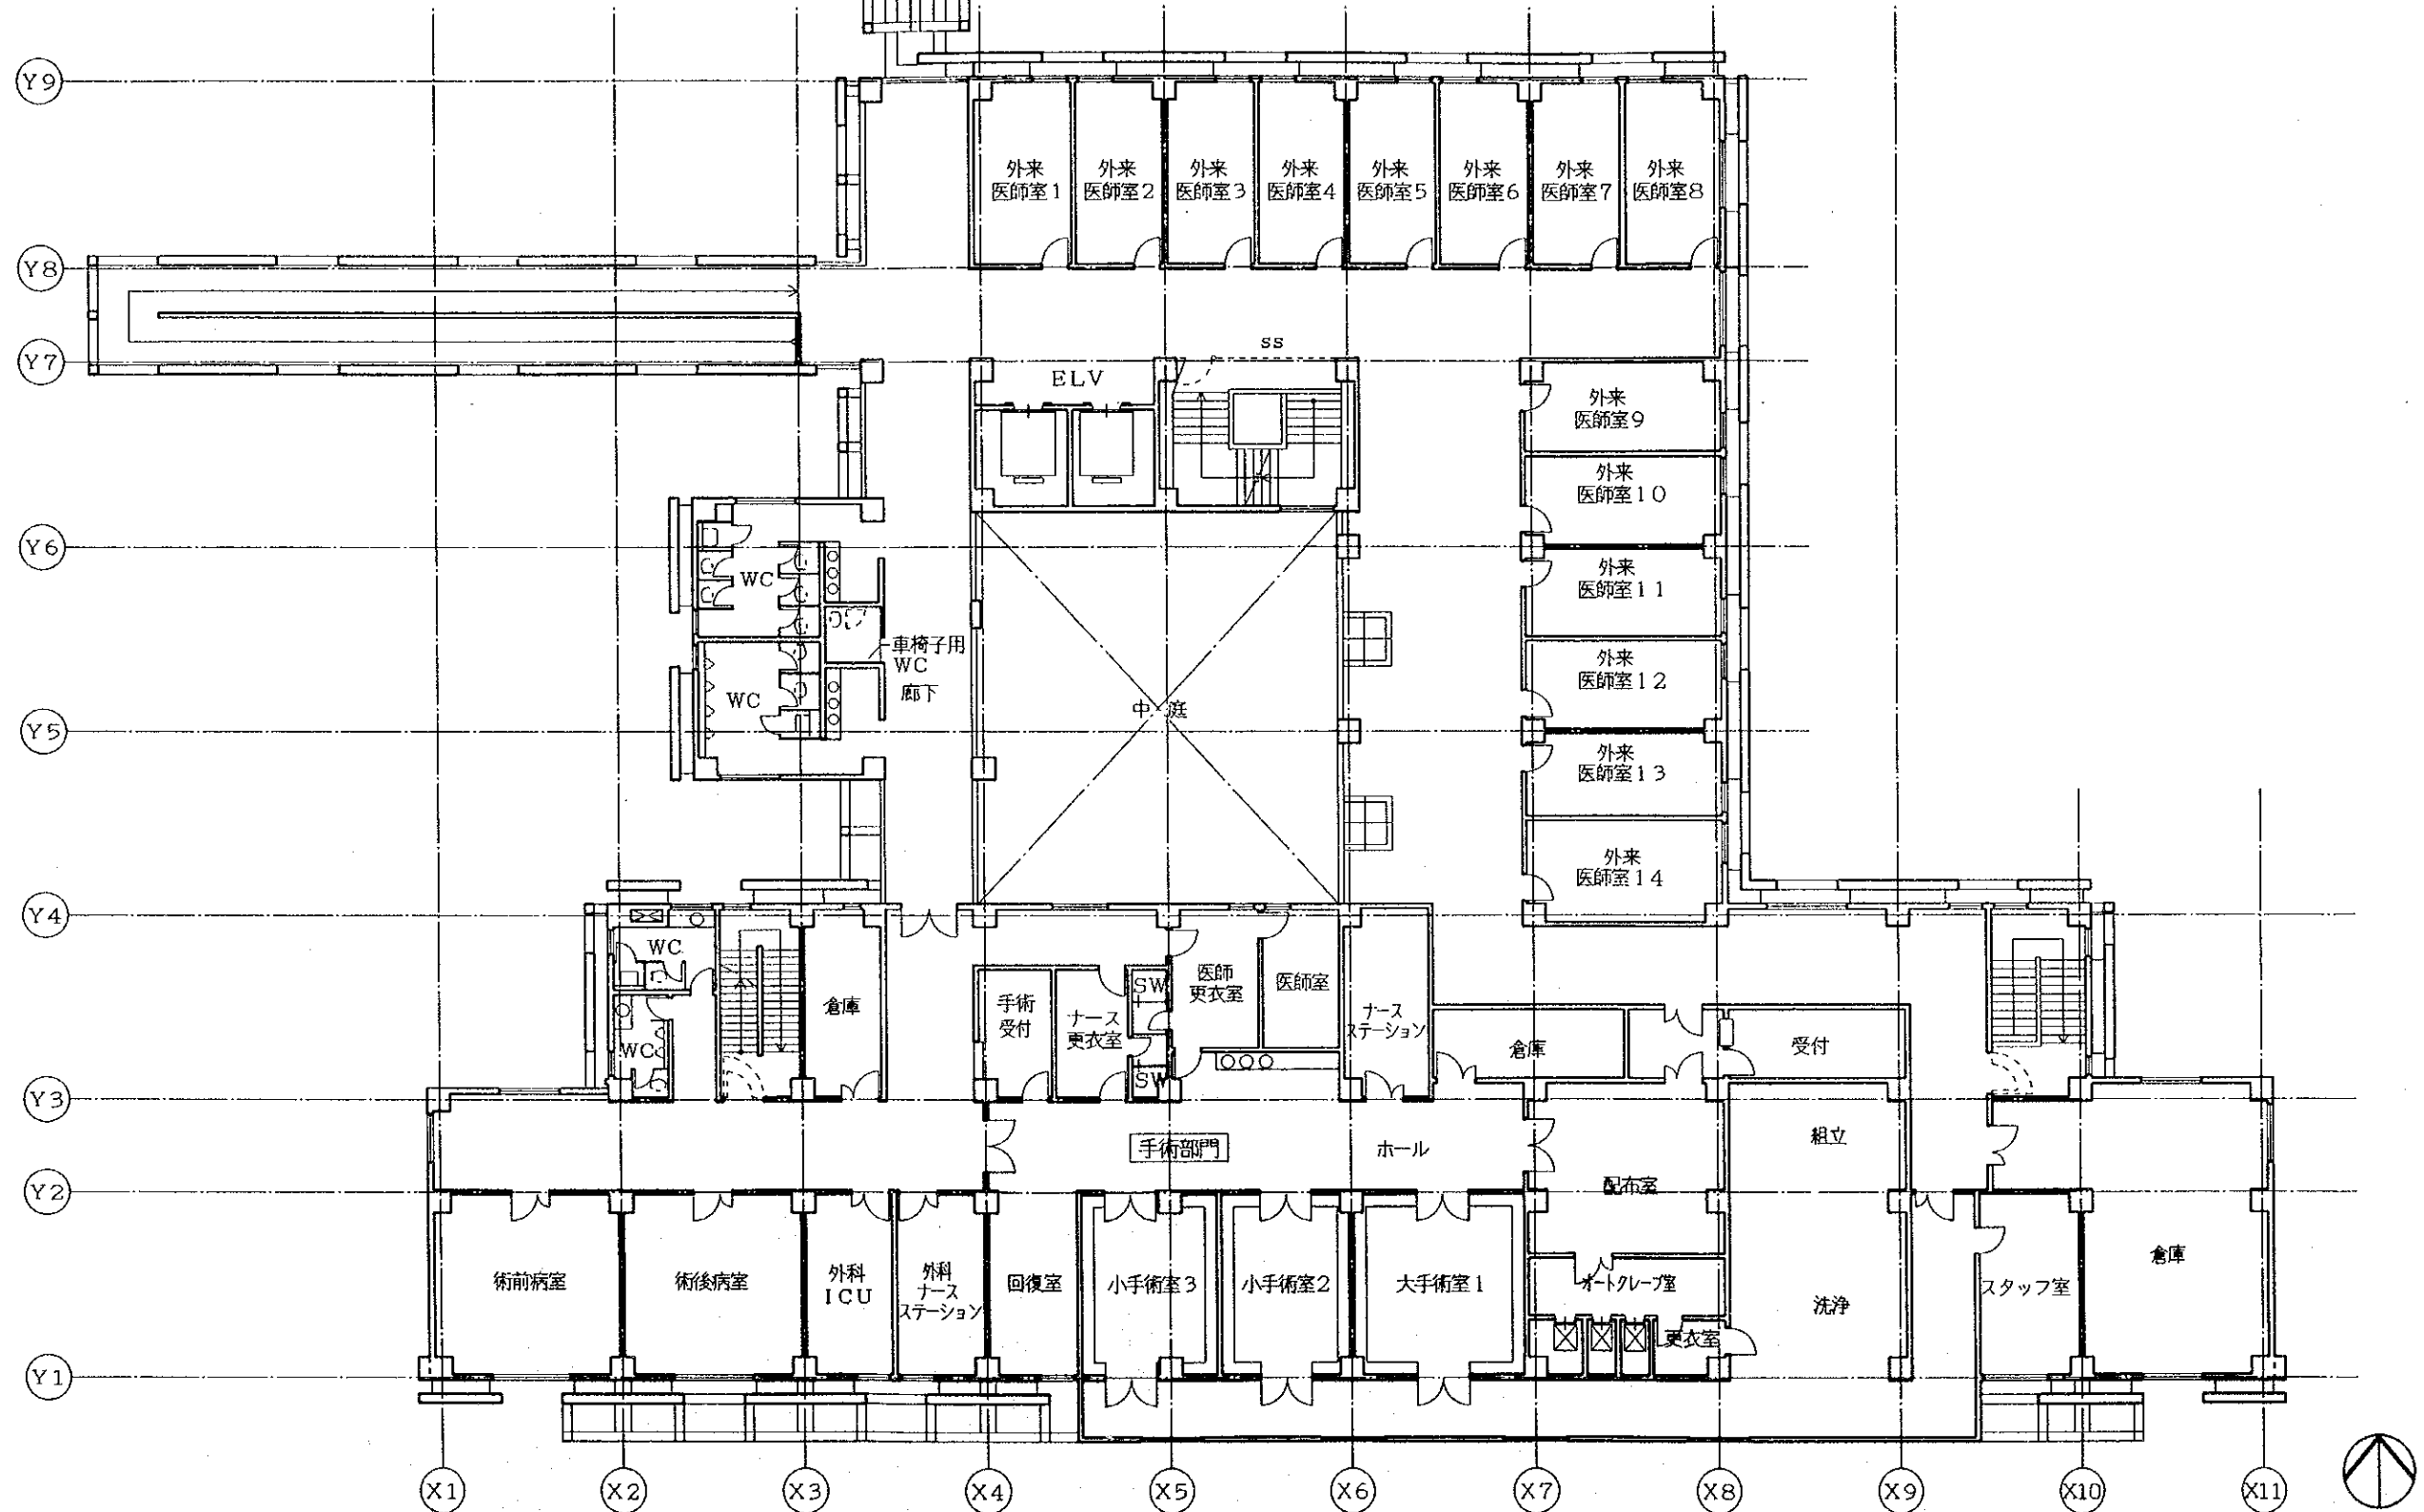 Y9
外来
医師室1
外来
医師室2
外来
医師室3
外来
医師室4
外来
医師室5
外来
医師室6
外来
医師室7
外来
医師室8
Y8
Y7
SS
ELV
外来
医師室9
外来
医師室10
Y6
WC
外来
医師室11
車椅子用
WC
廊下
WC
外来
医師室12
中庭
Y5
外来
医師室13
外来
医師室14
Y4
WC
倉庫
手術
受付
ナース
更衣室
SW
SW
医師
更衣室
医師室
ナース
ステーション
倉庫
受付
WC
Y3
手術部門
ホール
組立
Y2
配布室
術前病室
術後病室
外科
ICU
外科
ナース
ステーション
回復室
小手術室3
小手術室2
大手術室1
オートクレーブ室
更衣室
洗浄
スタッフ室
倉庫
Y1
X1
X2
X3
X4
X5
X6
X7
X8
X9
X10
X11